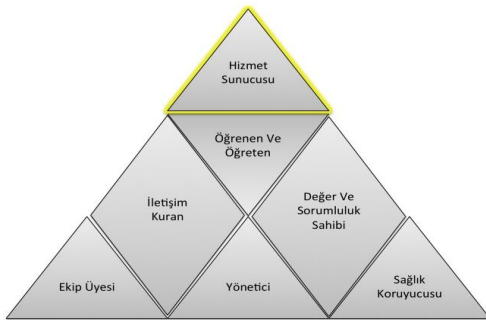 Hizmet
Sunucusu
Öğrenen Ve
Öğreten
İletişim
Kuran
Değer Ve
Sorumluluk
Sahibi
Ekip Üyesi
Yönetici
Sağlık
Koruyucusu